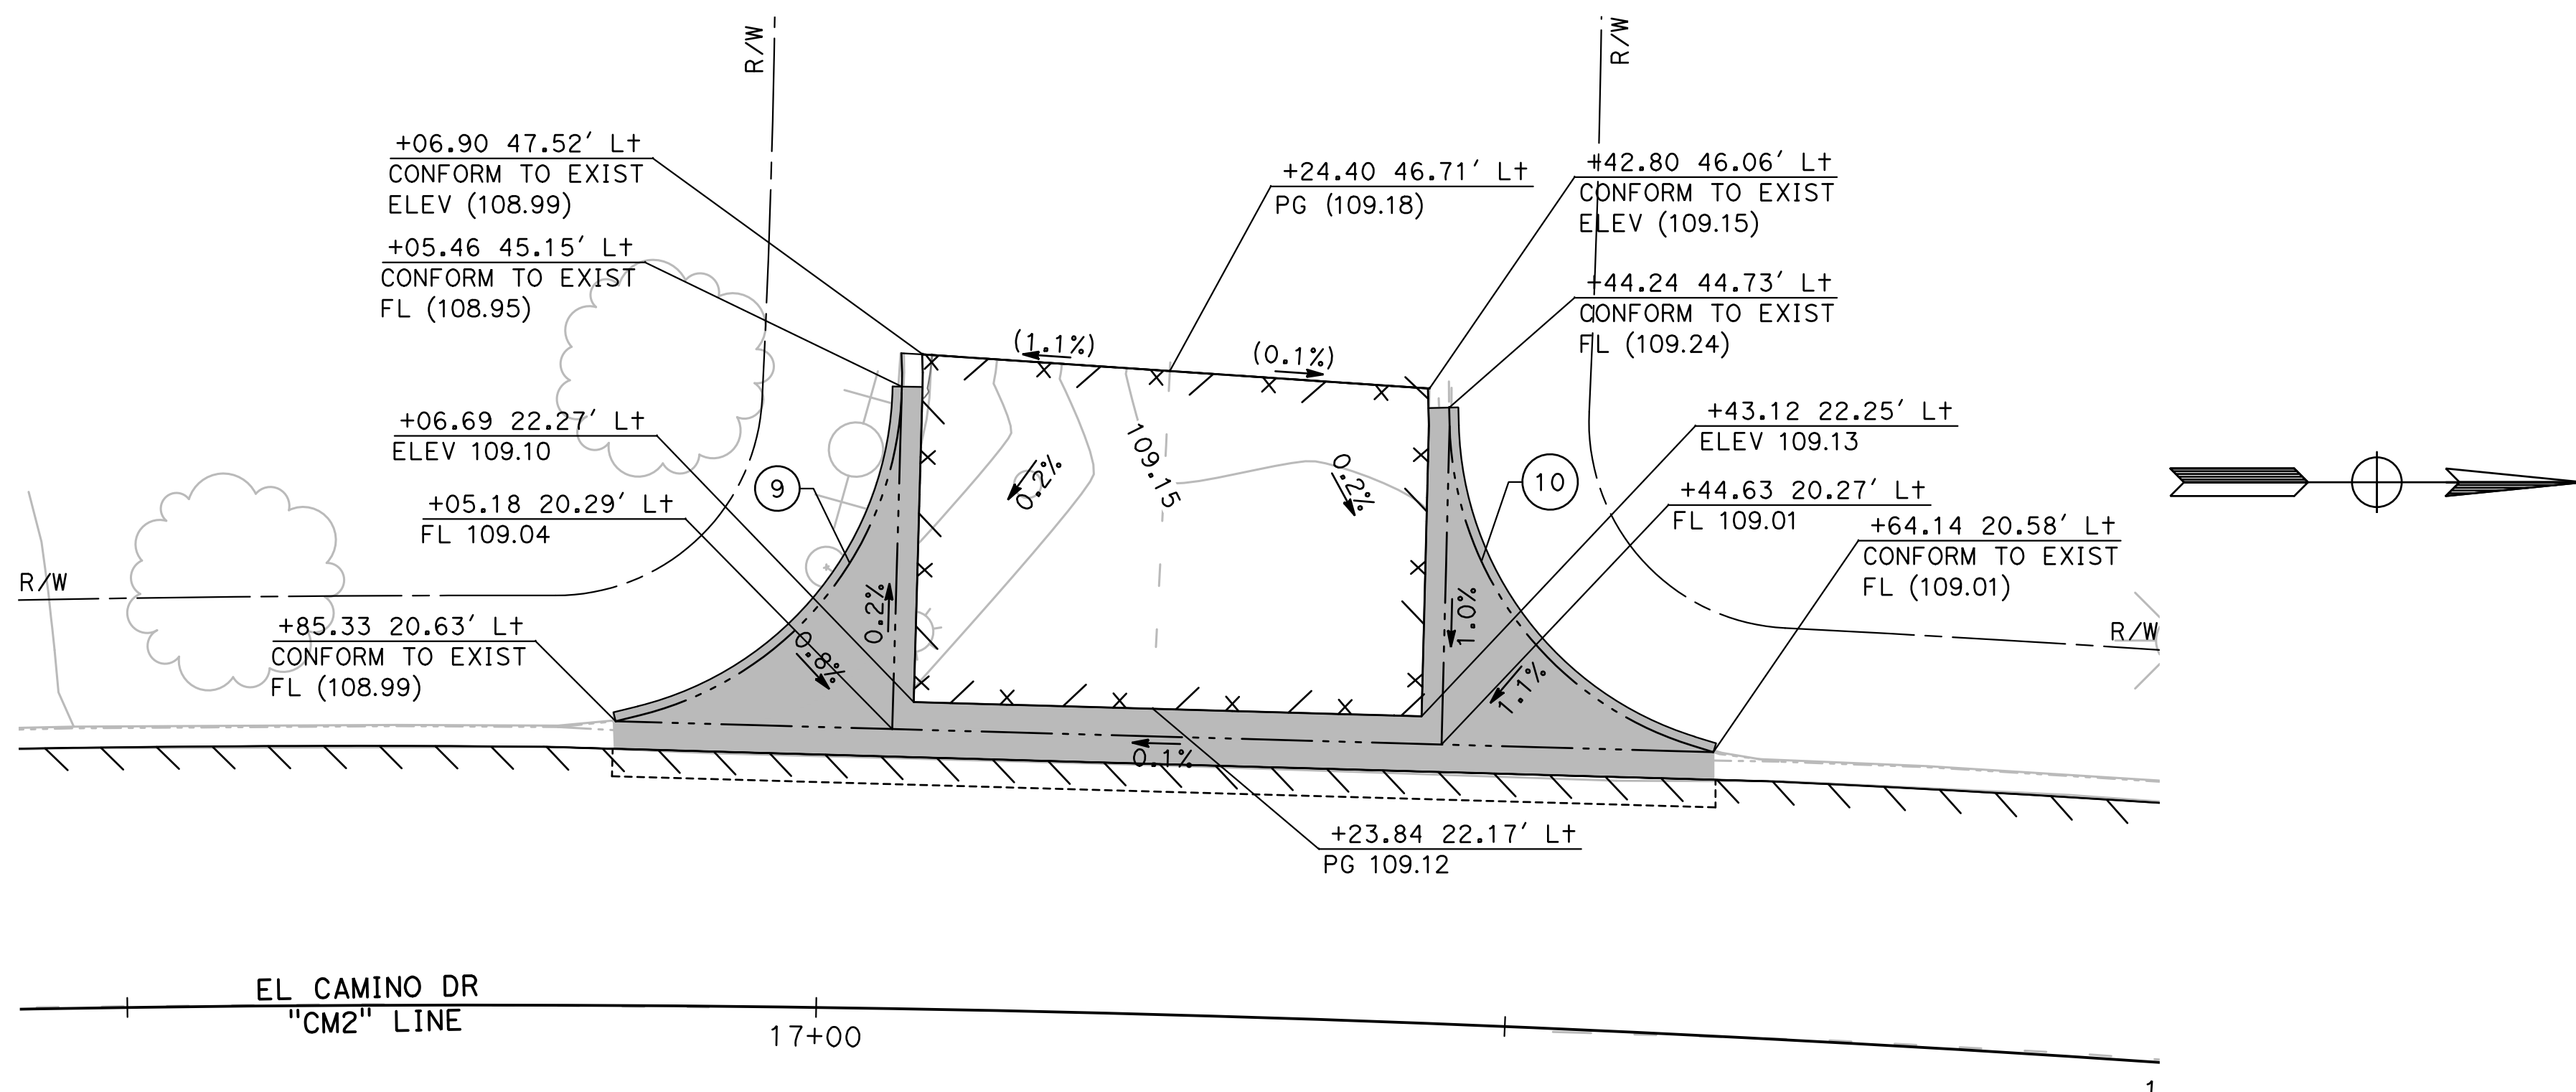 R/W
R/W
+06.90 47.52′ Lt
CONFORM TO EXIST
ELEV (108.99)
+05.46 45.15′ Lt
CONFORM TO EXIST
FL (108.95)
+24.40 46.71′ Lt
PG (109.18)
+42.80 46.06′ Lt
CONFORM TO EXIST
ELEV (109.15)
+44.24 44.73′ Lt
CONFORM TO EXIST
FL (109.24)
(1.1%)
(0.1%)
+06.69 22.27′ Lt
ELEV 109.10
+05.18 20.29′ Lt
FL 109.04
9
0.2%
109.15
0.2%
10
+43.12 22.25′ Lt
ELEV 109.13
+44.63 20.27′ Lt
FL 109.01
+64.14 20.58′ Lt
CONFORM TO EXIST
FL (109.01)
R/W
+85.33 20.63′ Lt
CONFORM TO EXIST
FL (108.99)
0.8%
0.2%
1.0%
1.1%
R/W
0.1%
+23.84 22.17′ Lt
PG 109.12
EL CAMINO DR
"CM2" LINE
17+00
1